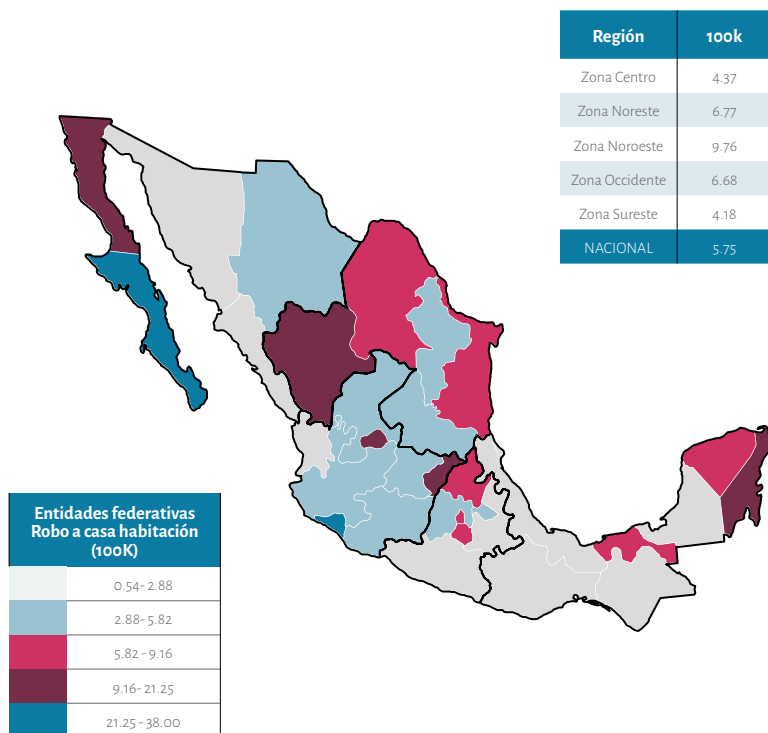 Región 100k
Zona Centro 4.37
Zona Noreste 6.77
Zona Noroeste 9.76
Zona Occidente 6.68
Zona Sureste 4.18
NACIONAL 5.75
Entidades federativas
Robo a casa habitación
(100K)
0.54- 2.88
2.88- 5.82
5.82 - 9.16
9.16- 21.25
21.25 - 38.00